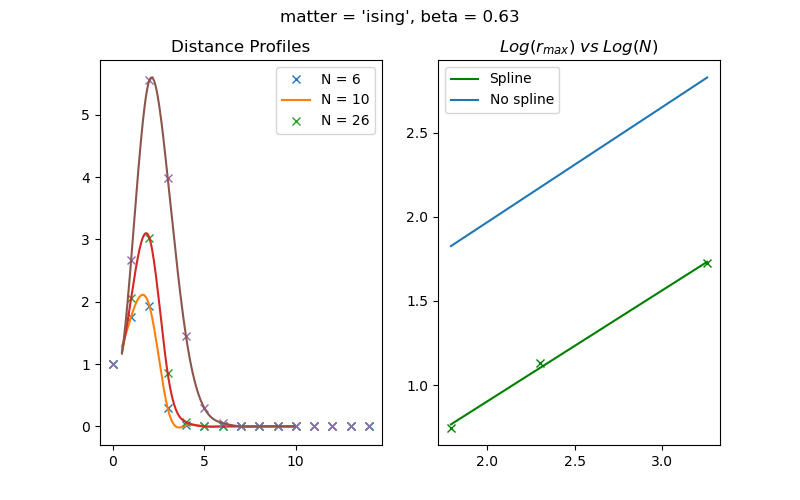 matter = 'ising', beta = 0.63
Distance Profiles
N = 6
N = 10
N = 26
5
4
3
2
1
0
0
5
10
Log(r_max) vs Log(N)
Spline
No spline
2.5
2.0
1.5
1.0
2.0
2.5
3.0